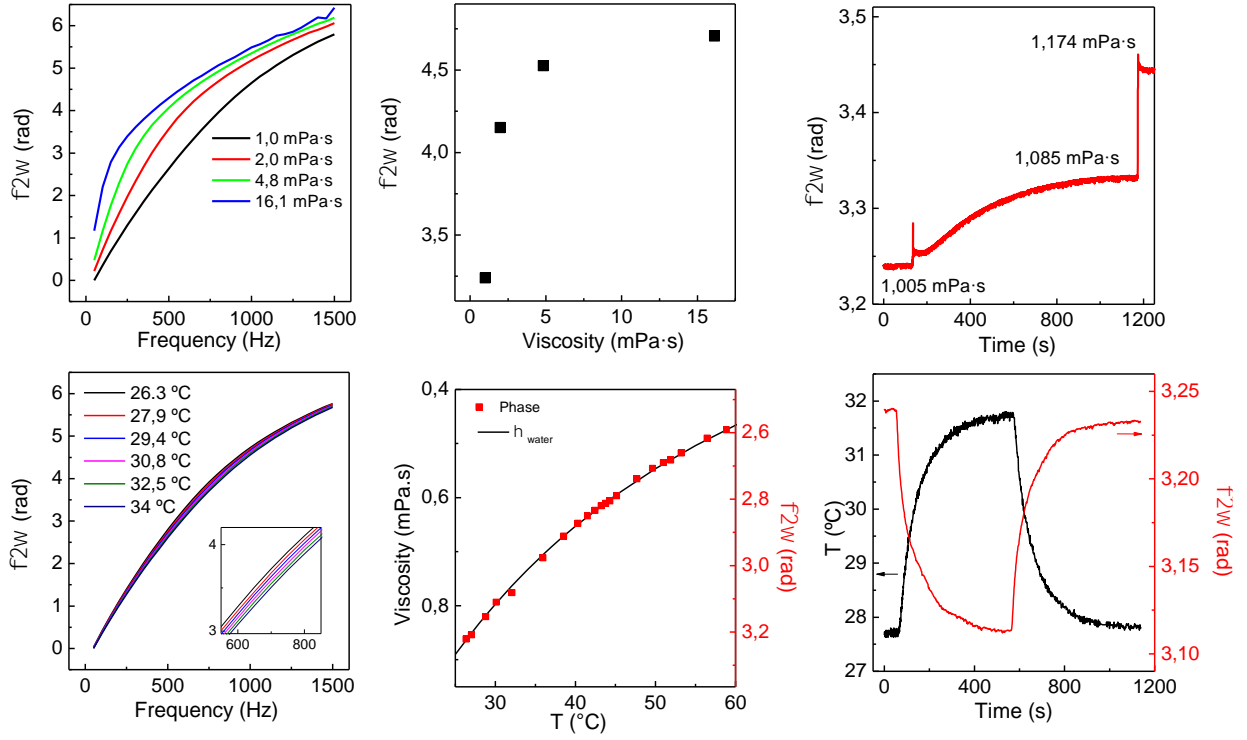 6
5
4
3
2
1
0
f2w (rad)
1,0 mPa·s
2,0 mPa·s
4,8 mPa·s
16,1 mPa·s
0 500 1000 1500
Frequency (Hz)
4,5
4,0
3,5
f2w (rad)
0 5 10 15
Viscosity (mPa·s)
3,5
3,4
3,3
3,2
f2w (rad)
1,174 mPa·s
1,085 mPa·s
1,005 mPa·s
0 400 800 1200
Time (s)
6
5
4
3
2
1
0
f2w (rad)
26.3 ºC
27,9 ºC
29,4 ºC
30,8 ºC
32,5 ºC
34 ºC
4
3
600 800
0 500 1000 1500
Frequency (Hz)
0,4
0,6
0,8
Viscosity (mPa.s)
Phase
h water
2,6
2,8
3,0
3,2
f2w (rad)
30 40 50 60
T (°C)
32
31
30
29
28
27
T (ºC)
3,25
3,20
3,15
3,10
f2w (rad)
0 400 800 1200
Time (s)